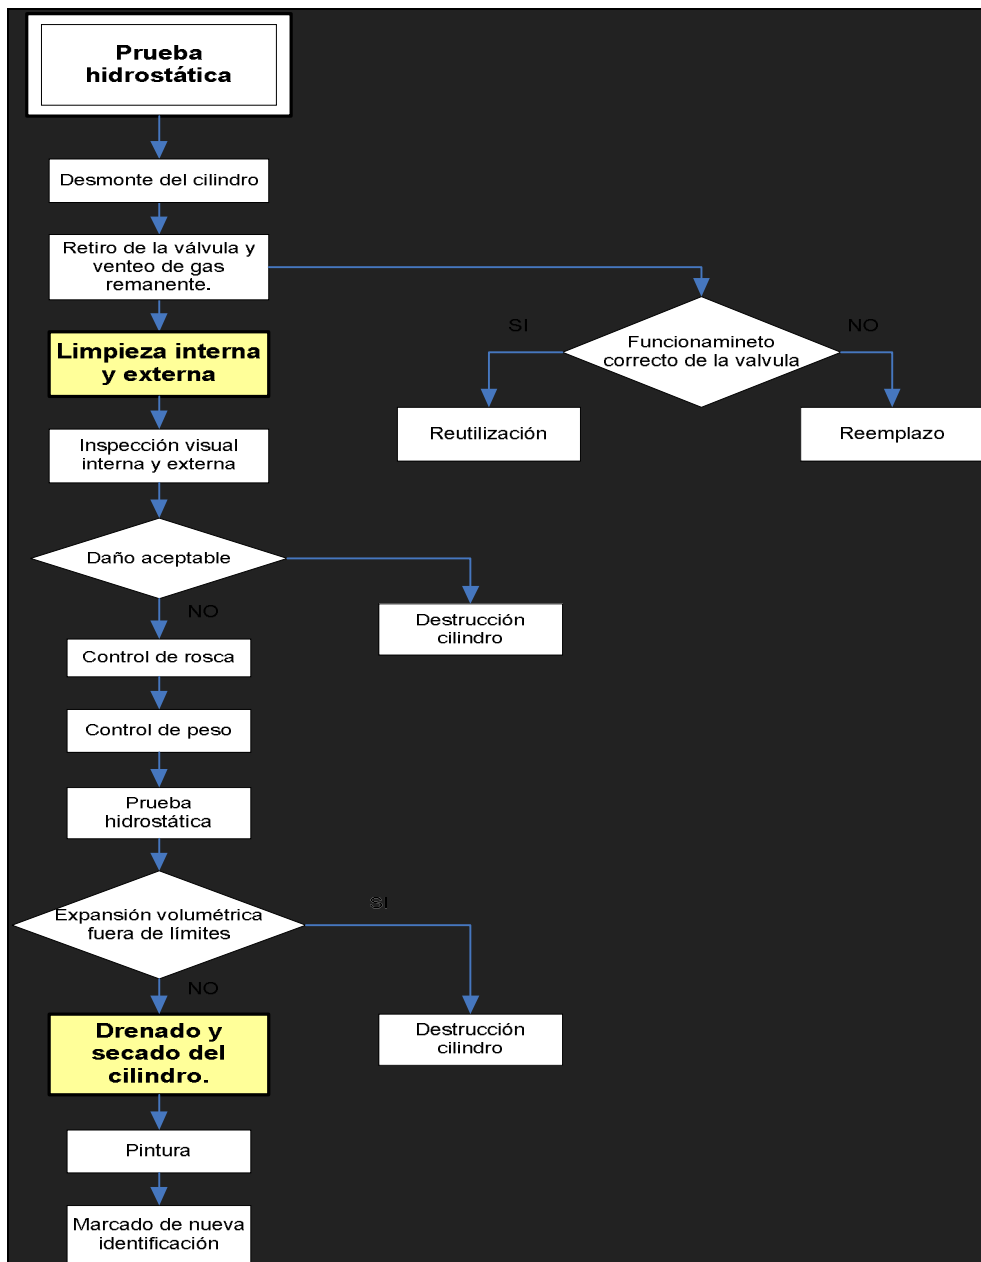 Prueba
hidrostática
Desmonte del cilindro
Retiro de la válvula y
venteo de gas
remanente.
SI
NO
Funcionamineto
correcto de la valvula
Limpieza interna
y externa
Reutilización
Reemplazo
Inspección visual
interna y externa
Daño aceptable
NO
Destrucción
cilindro
Control de rosca
Control de peso
Prueba
hidrostática
SI
Expansión volumétrica
fuera de límites
NO
Drenado y
secado del
cilindro.
Destrucción
cilindro
Pintura
Marcado de nueva
identificación